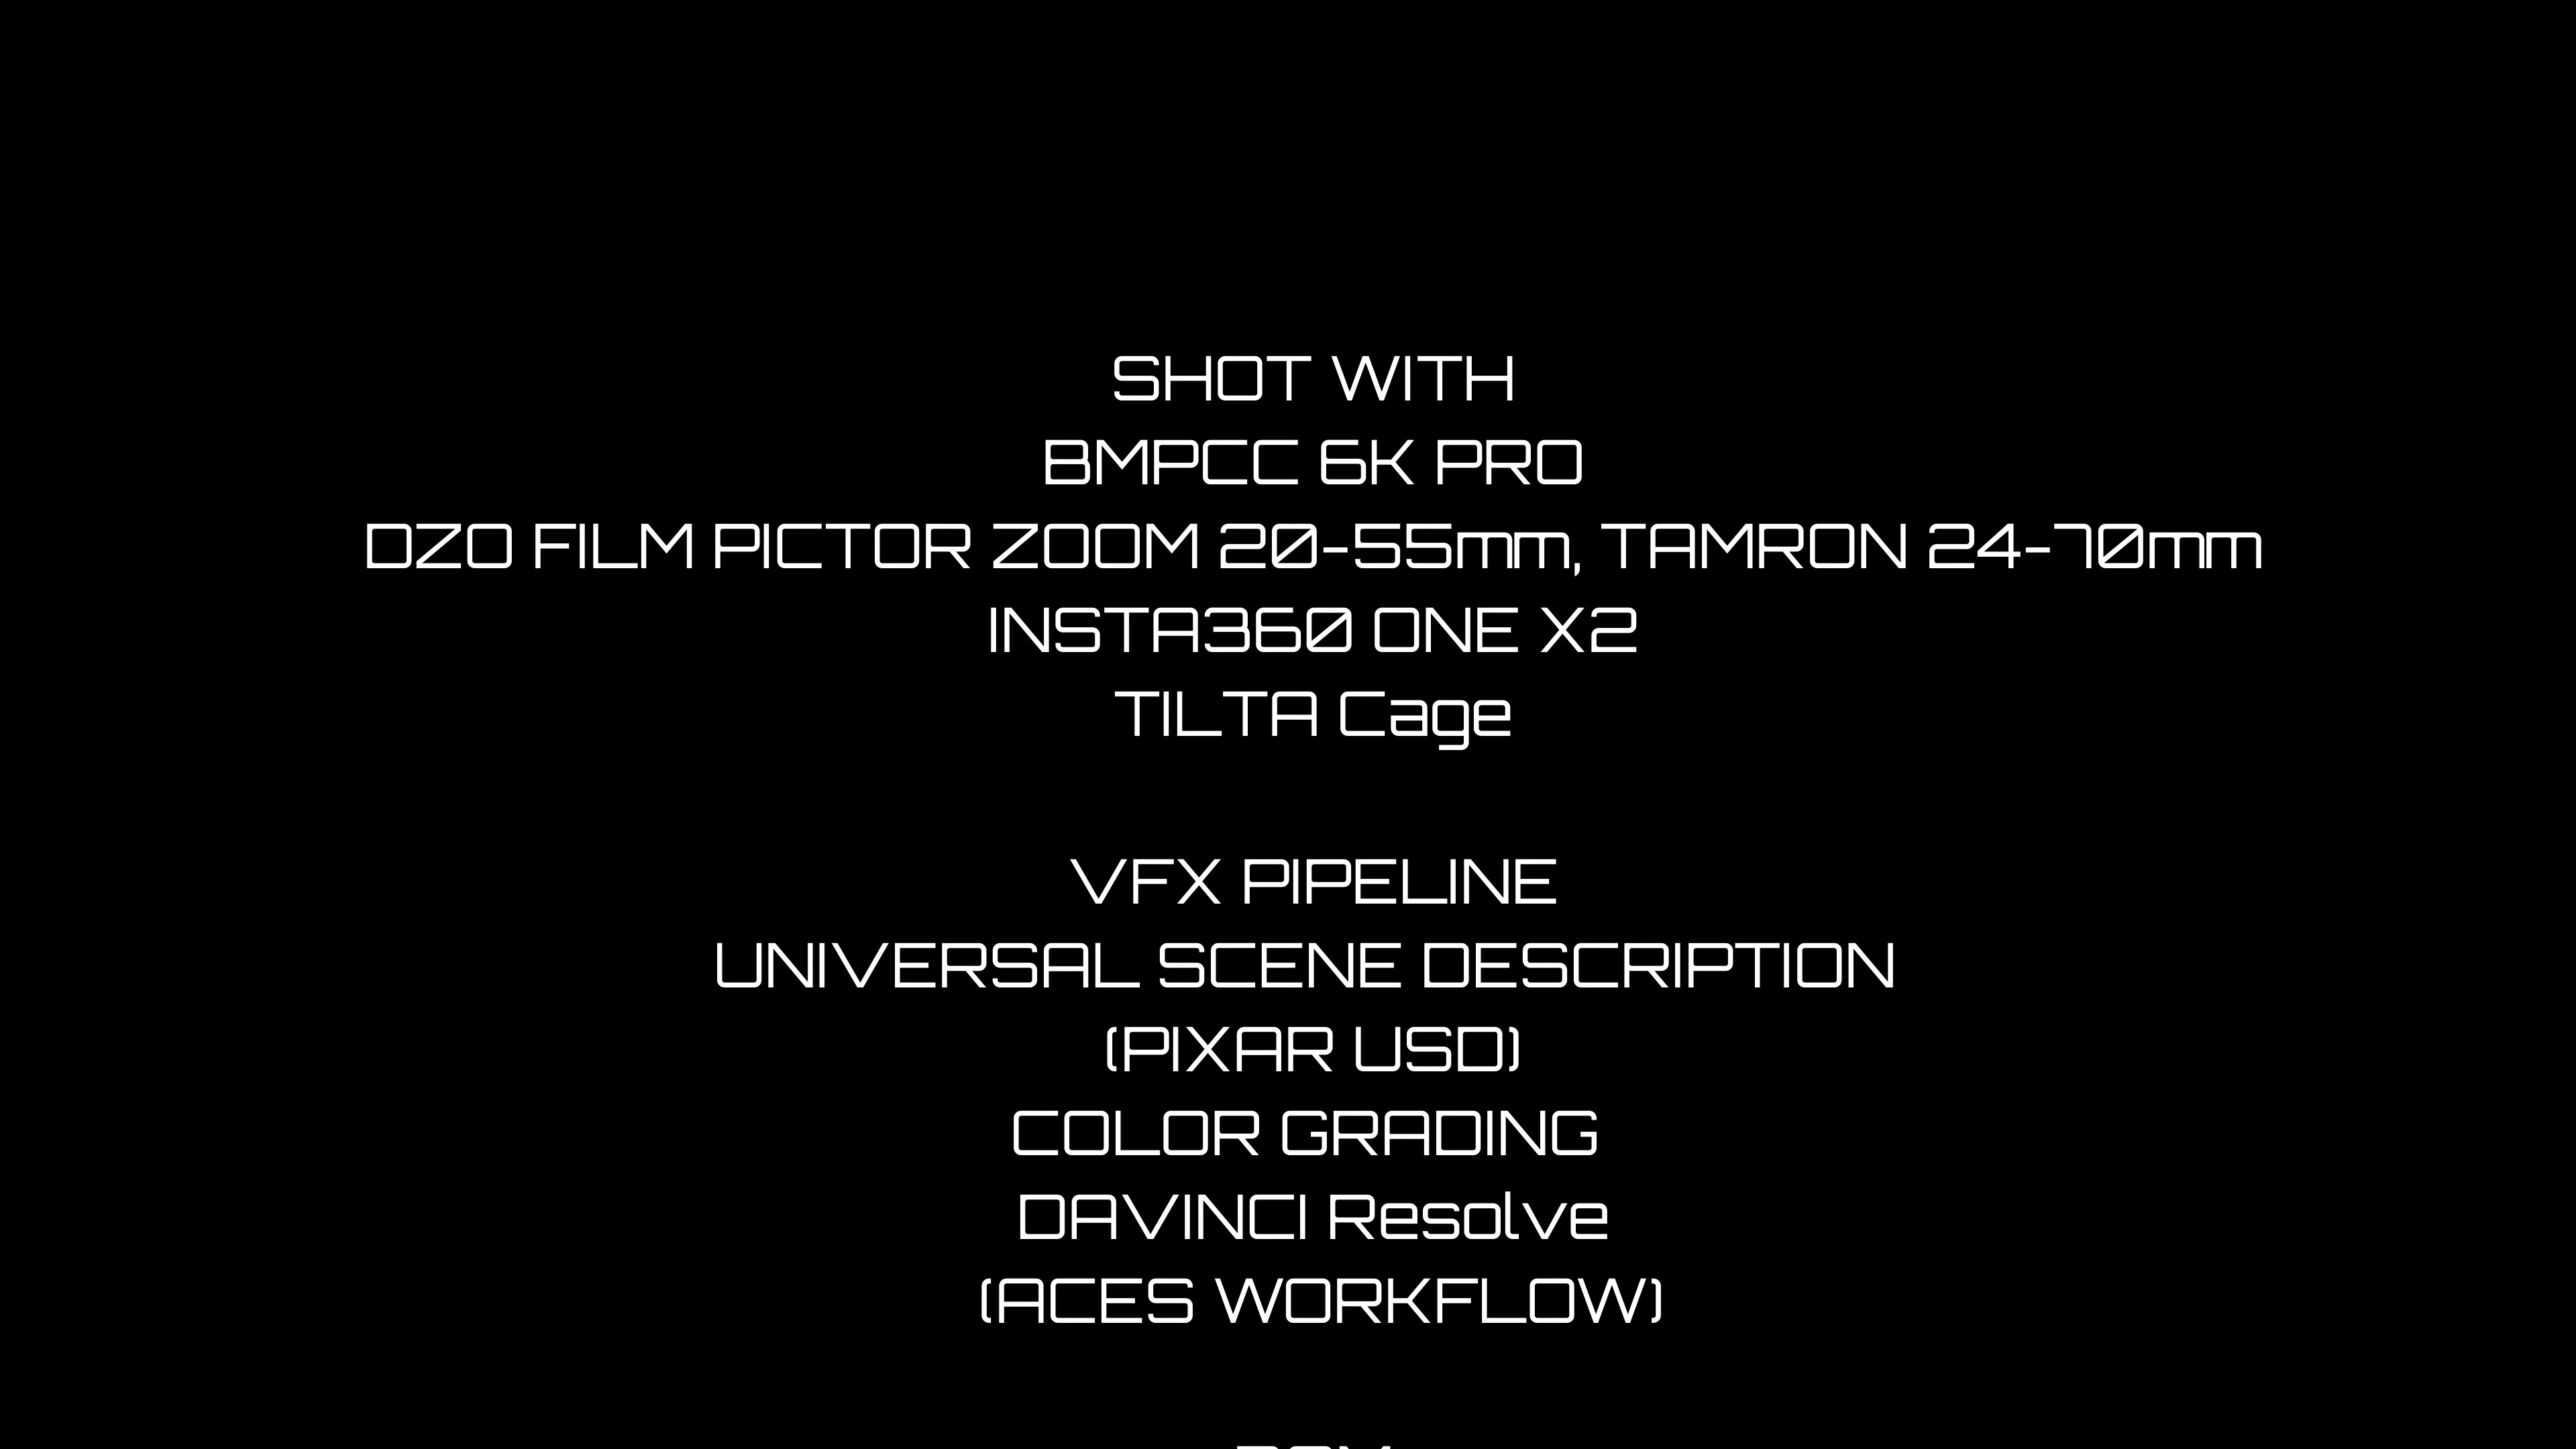 SHOT WITH
BMPCC 6K PRO
DZO FILM PICTOR ZOOM 20-55mm, TAMRON 24-70mm
INSTA360 ONE X2
TILTA Cage
VFX PIPELINE
UNIVERSAL SCENE DESCRIPTION
(PIXAR USD)
COLOR GRADING
DAVINCI Resolve
(ACES WORKFLOW)